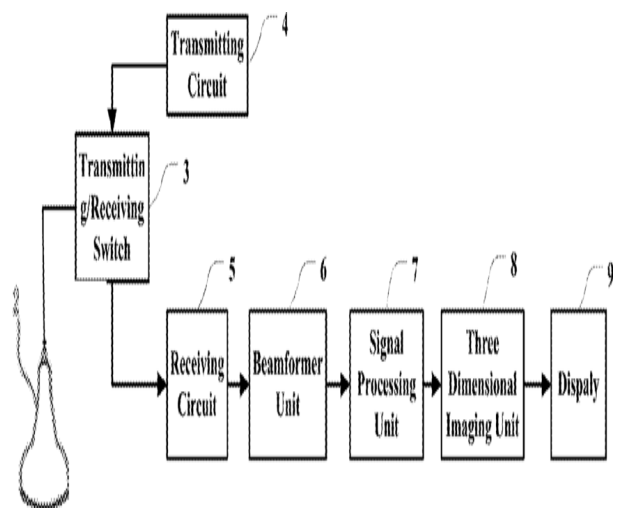 Transmitting
Circuit
4
Transmittin
g/Receiving
Switch
3
5
6
7
8
9
Receiving
Circuit
Beamformer
Unit
Signal
Processing
Unit
Three
Dimensional
Imaging Unit
Dispaly